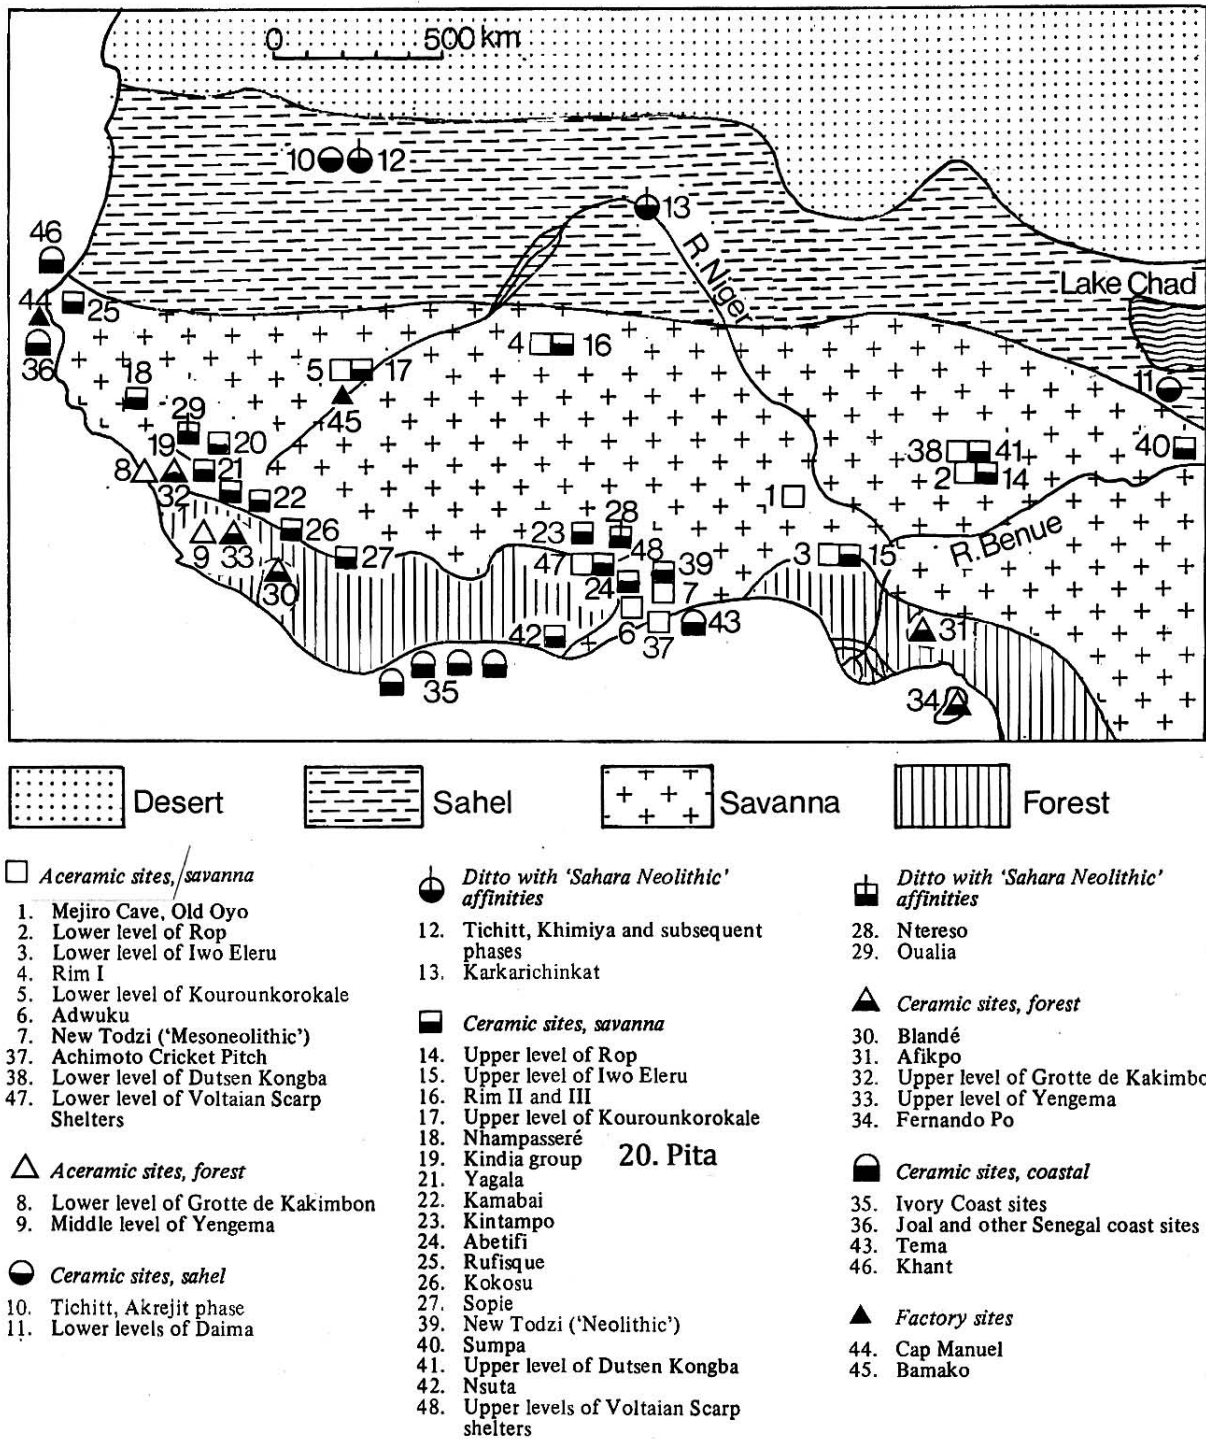 0 500 km
10 12
13
46
R. Niger
Lake Chad
44 25
4 16
36
5 17
11
18
45
29
19 20
38 41 40
8 21
2 14
32 22
1
26
23 28
R. Benue
9 33
27
47 48
3 15
39
30
24
7
6
43
31
42
37
35
34
Desert Sahel Savanna Forest
Aceramic sites, savanna
1. Mejiro Cave, Old Oyo
2. Lower level of Rop
3. Lower level of Iwo Eleru
4. Rim I
5. Lower level of Kourounkorokale
6. Adwuku
7. New Todzi (‘Mesoneolithic’)
37. Achimoto Cricket Pitch
38. Lower level of Dutsen Kongba
47. Lower level of Voltaian Scarp
Shelters
Aceramic sites, forest
8. Lower level of Grotte de Kakimbon
9. Middle level of Yengema
Ceramic sites, sahel
10. Tichitt, Akrejit phase
11. Lower levels of Daima
Ditto with ‘Sahara Neolithic’
affinities
12. Tichitt, Khimiya and subsequent
phases
13. Karkarichinkat
Ceramic sites, savanna
14. Upper level of Rop
15. Upper level of Iwo Eleru
16. Rim II and III
17. Upper level of Kourounkorokale
18. Nhampasseré
19. Kindia group 20. Pita
21. Yagala
22. Kamabai
23. Kintampo
24. Abetifi
25. Rufisque
26. Kokosu
27. Sopie
39. New Todzi (‘Neolithic’)
40. Sumpa
41. Upper level of Dutsen Kongba
42. Nsuta
48. Upper levels of Voltaian Scarp
shelters
Ditto with ‘Sahara Neolithic’
affinities
28. Ntereso
29. Oualia
Ceramic sites, forest
30. Blandé
31. Afikpo
32. Upper level of Grotte de Kakimbo
33. Upper level of Yengema
34. Fernando Po
Ceramic sites, coastal
35. Ivory Coast sites
36. Joal and other Senegal coast sites
43. Tema
46. Khant
Factory sites
44. Cap Manuel
45. Bamako